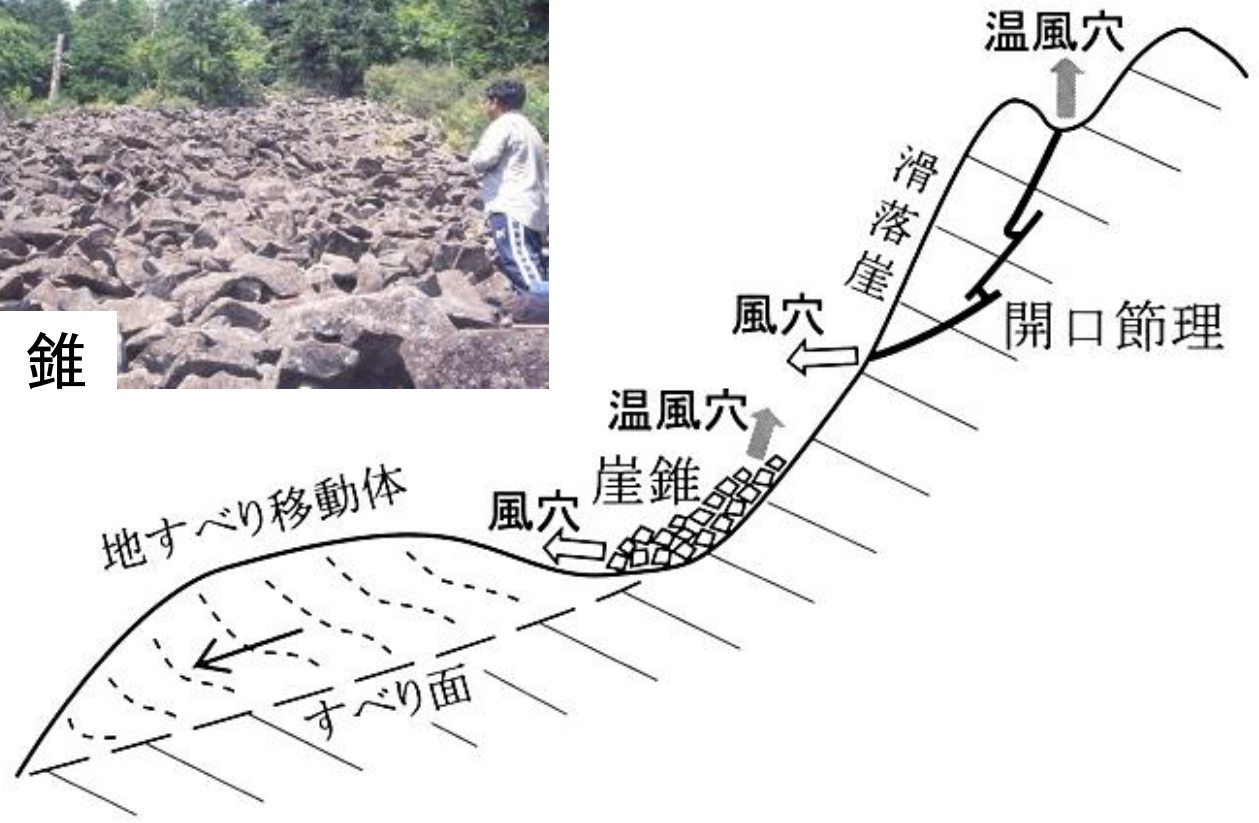 錐
温風穴
滑落崖
開口節理
風穴
温風穴
崖錐
風穴
地すべり移動体
すべり面